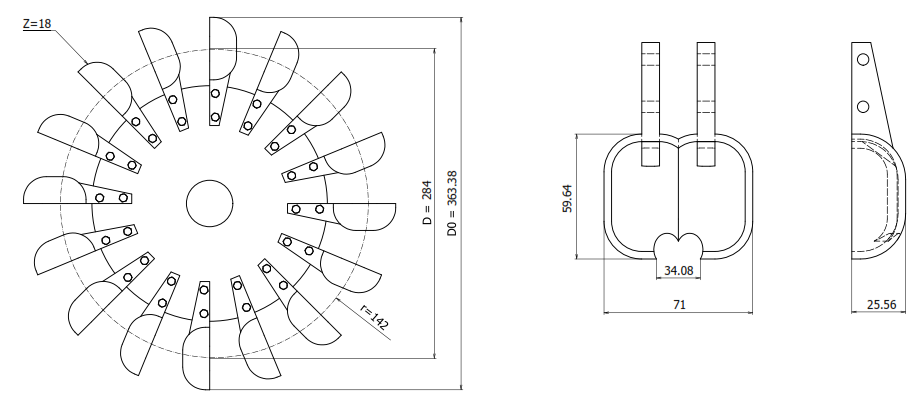 Z=18
D = 284
D0 = 363.38
r=142
59.64
34.08
71
25.56